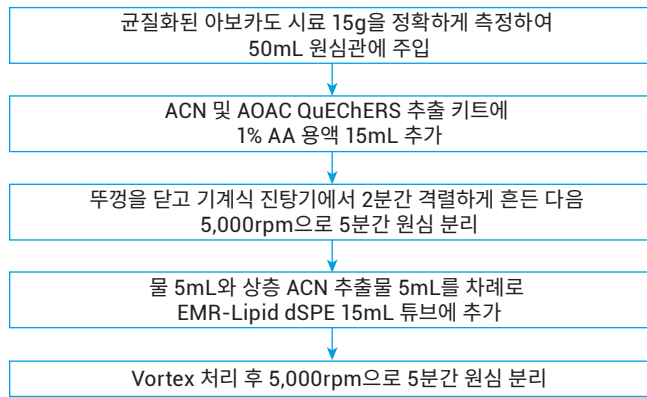 균질화된 아보카도 시료 15g을 정확하게 측정하여
50mL 원심관에 주입
ACN 및 AOAC QuEChERS 추출 키트에
1% AA 용액 15mL 추가
뚜껑을 닫고 기계식 진탕기에서 2분간 격렬하게 흔든 다음
5,000rpm으로 5분간 원심 분리
물 5mL와 상층 ACN 추출물 5mL를 차례로
EMR-Lipid dSPE 15mL 튜브에 추가
Vortex 처리 후 5,000rpm으로 5분간 원심 분리